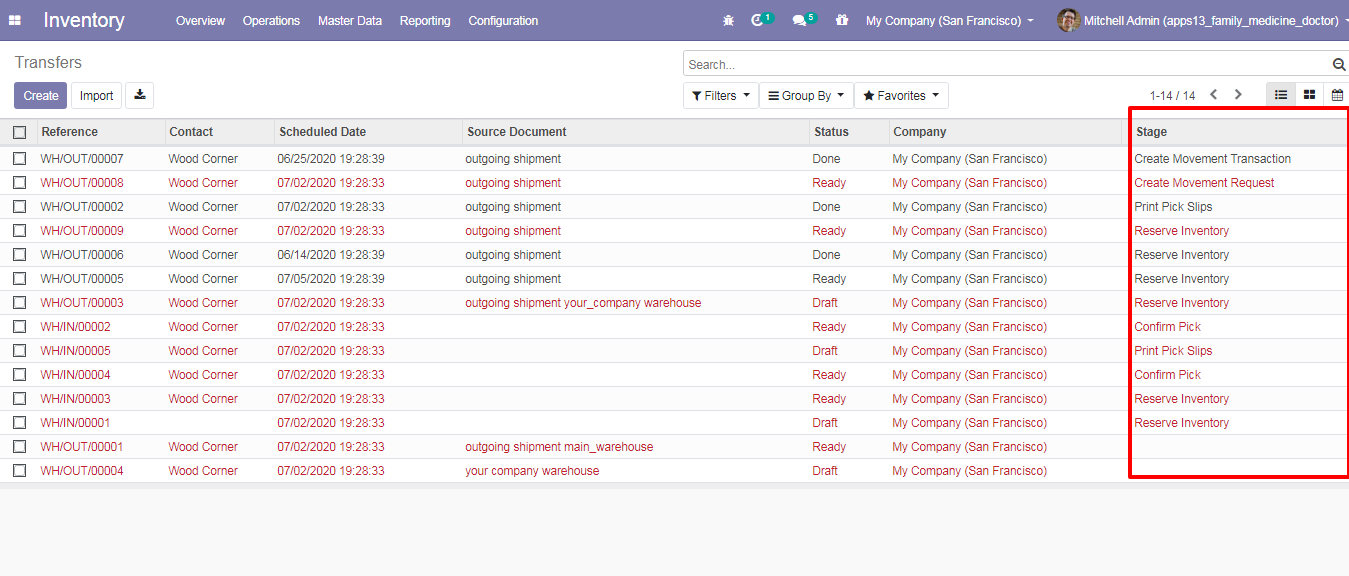 Inventory Overview Operations Master Data Reporting Configuration 1 5 My Company (San Francisco) Mitchell Admin (apps13_family_medicine_doctor)
Transfers Search...
Create Import Filters Group By Favorites 1-14 / 14
Reference Contact Scheduled Date Source Document Status Company Stage
WH/OUT/00007 Wood Corner 06/25/2020 19:28:39 outgoing shipment Done My Company (San Francisco) Create Movement Transaction
WH/OUT/00008 Wood Corner 07/02/2020 19:28:33 outgoing shipment Ready My Company (San Francisco) Create Movement Request
WH/OUT/00002 Wood Corner 07/02/2020 19:28:33 outgoing shipment Done My Company (San Francisco) Print Pick Slips
WH/OUT/00009 Wood Corner 07/02/2020 19:28:33 outgoing shipment Ready My Company (San Francisco) Reserve Inventory
WH/OUT/00006 Wood Corner 06/14/2020 19:28:39 outgoing shipment Done My Company (San Francisco) Reserve Inventory
WH/OUT/00005 Wood Corner 07/05/2020 19:28:39 outgoing shipment Ready My Company (San Francisco) Reserve Inventory
WH/OUT/00003 Wood Corner 07/02/2020 19:28:33 outgoing shipment your_company warehouse Draft My Company (San Francisco) Reserve Inventory
WH/IN/00002 Wood Corner 07/02/2020 19:28:33 Ready My Company (San Francisco) Confirm Pick
WH/IN/00005 Wood Corner 07/02/2020 19:28:33 Draft My Company (San Francisco) Print Pick Slips
WH/IN/00004 Wood Corner 07/02/2020 19:28:33 Ready My Company (San Francisco) Confirm Pick
WH/IN/00003 Wood Corner 07/02/2020 19:28:33 Ready My Company (San Francisco) Reserve Inventory
WH/IN/00001 07/02/2020 19:28:33 Draft My Company (San Francisco) Reserve Inventory
WH/OUT/00001 Wood Corner 07/02/2020 19:28:33 outgoing shipment main_warehouse Ready My Company (San Francisco)
WH/OUT/00004 Wood Corner 07/02/2020 19:28:33 your company warehouse Draft My Company (San Francisco)